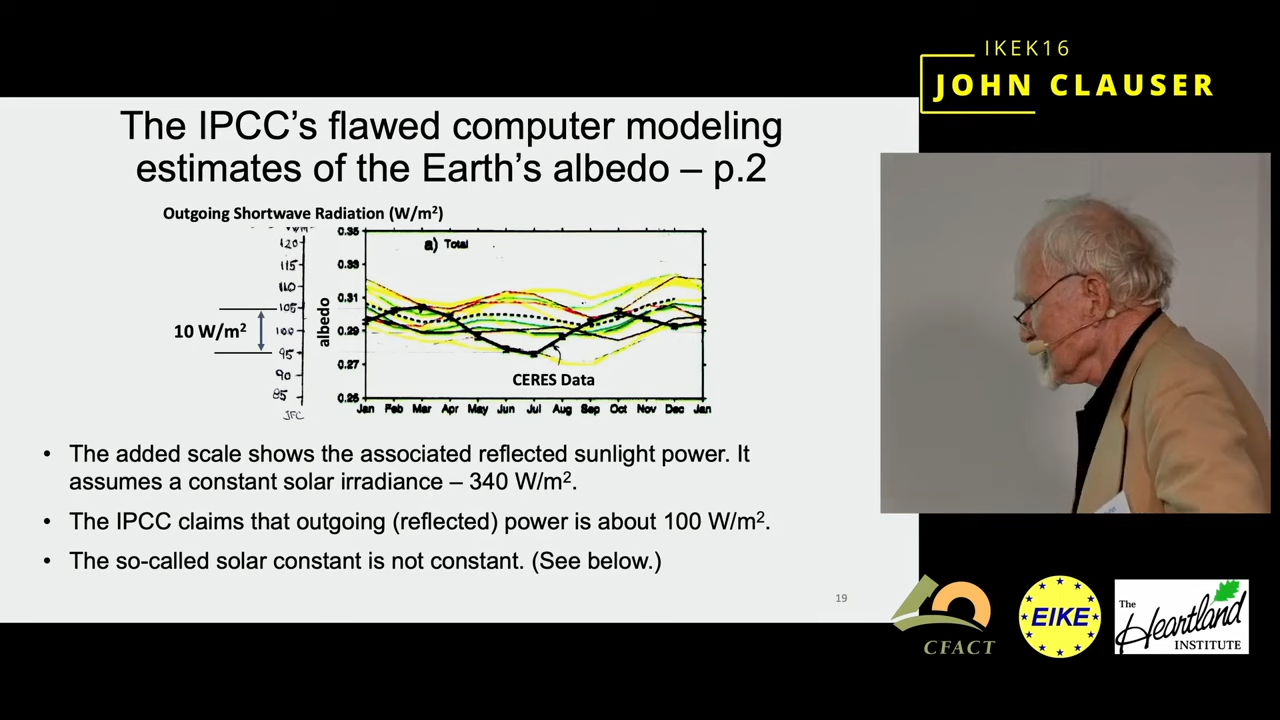 IKEK16
JOHN CLAUSER
The IPCC’s flawed computer modeling
estimates of the Earth’s albedo – p.2
Outgoing Shortwave Radiation (W/m²)
120
115
110
105
100
95
90
85
JFC
10 W/m²
albedo
0.35
0.33
0.31
0.29
0.27
0.25
a) Total
CERES Data
Jan Feb Mar Apr May Jun Jul Aug Sep Oct Nov Dec Jan
• The added scale shows the associated reflected sunlight power. It
assumes a constant solar irradiance – 340 W/m².
• The IPCC claims that outgoing (reflected) power is about 100 W/m².
• The so-called solar constant is not constant. (See below.)
19
CFACT
EIKE
The
Heartland
INSTITUTE